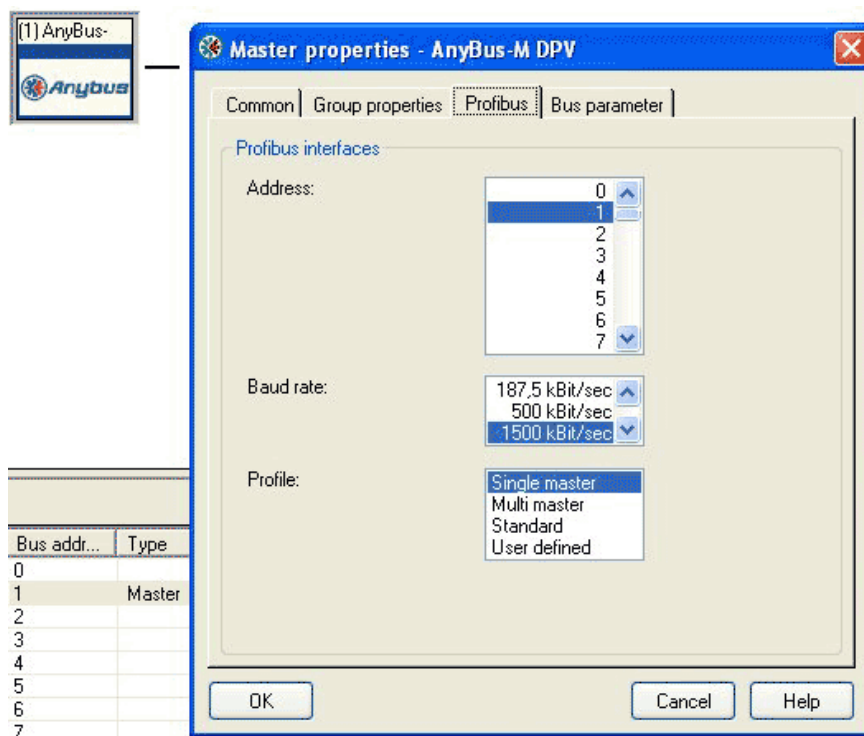 (1) AnyBus-
Anybus
Master properties - AnyBus-M DPV
Common
Group properties
Profibus
Bus parameter
Profibus interfaces
Address:
0
1
2
3
4
5
6
7
Baud rate:
187,5 kBit/sec
500 kBit/sec
1500 kBit/sec
Profile:
Single master
Multi master
Standard
User defined
Bus addr... Type
0
1 Master
2
3
4
5
6
7
OK
Cancel
Help